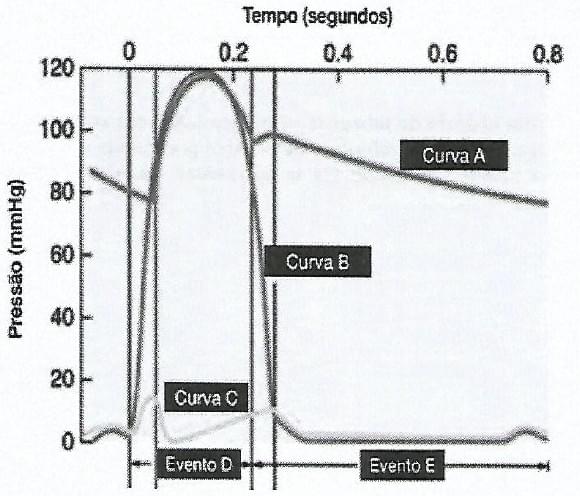 Tempo (segundos)
0 0.2 0.4 0.6 0.8
Pressão (mmHg)
120
100
80
60
40
20
0
Curva A
Curva B
Curva C
Evento D
Evento E